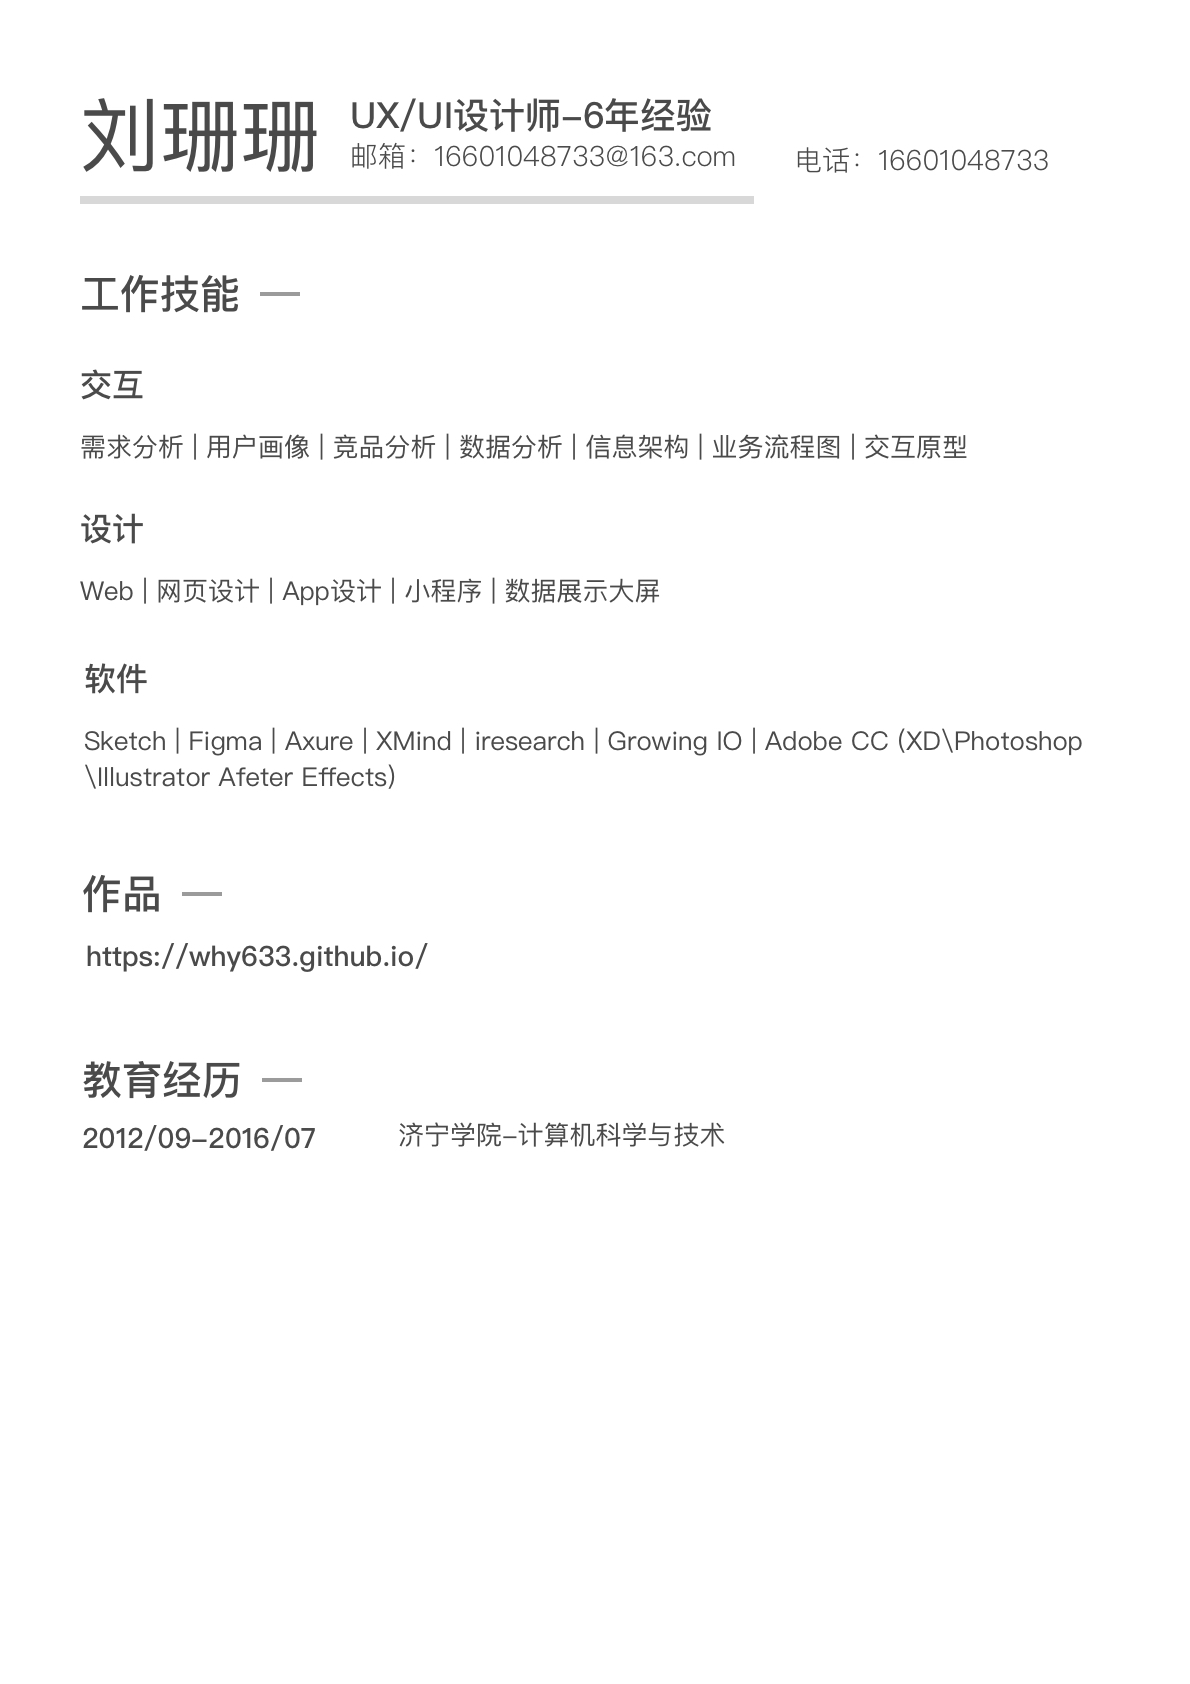 刘珊珊
UX/UI设计师–6年经验
邮箱：16601048733@163.com
电话：16601048733
工作技能 —
交互
需求分析 | 用户画像 | 竞品分析 | 数据分析 | 信息架构 | 业务流程图 | 交互原型
设计
Web | 网页设计 | App设计 | 小程序 | 数据展示大屏
软件
Sketch | Figma | Axure | XMind | iresearch | Growing IO | Adobe CC (XD\Photoshop
\Illustrator Afeter Effects)
作品 —
https://why633.github.io/
教育经历 —
2012/09–2016/07 济宁学院–计算机科学与技术